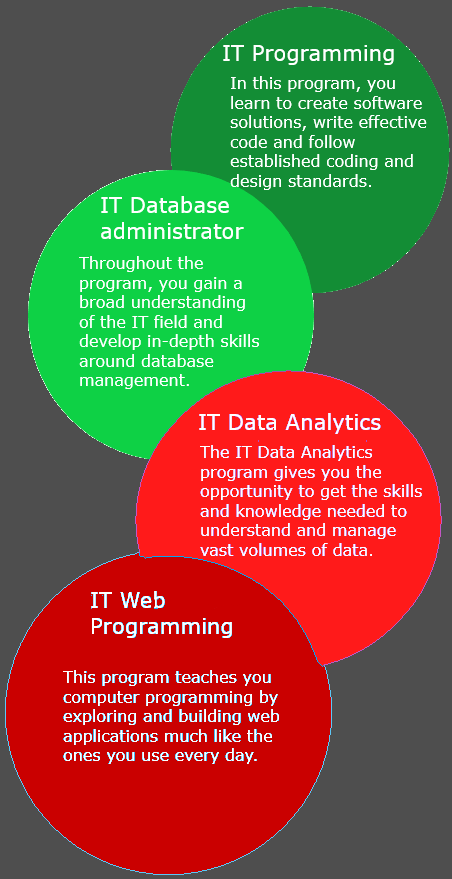 IT Programming
In this program, you
learn to create software
solutions, write effective
code and follow
established coding and
design standards.
IT Database
administrator
Throughout the
program, you gain a
broad understanding
of the IT field and
develop in-depth skills
around database
management.
IT Data Analytics
The IT Data Analytics
program gives you the
opportunity to get the skills
and knowledge needed to
understand and manage
vast volumes of data.
IT Web
Programming
This program teaches you
computer programming by
exploring and building web
applications much like the
ones you use every day.